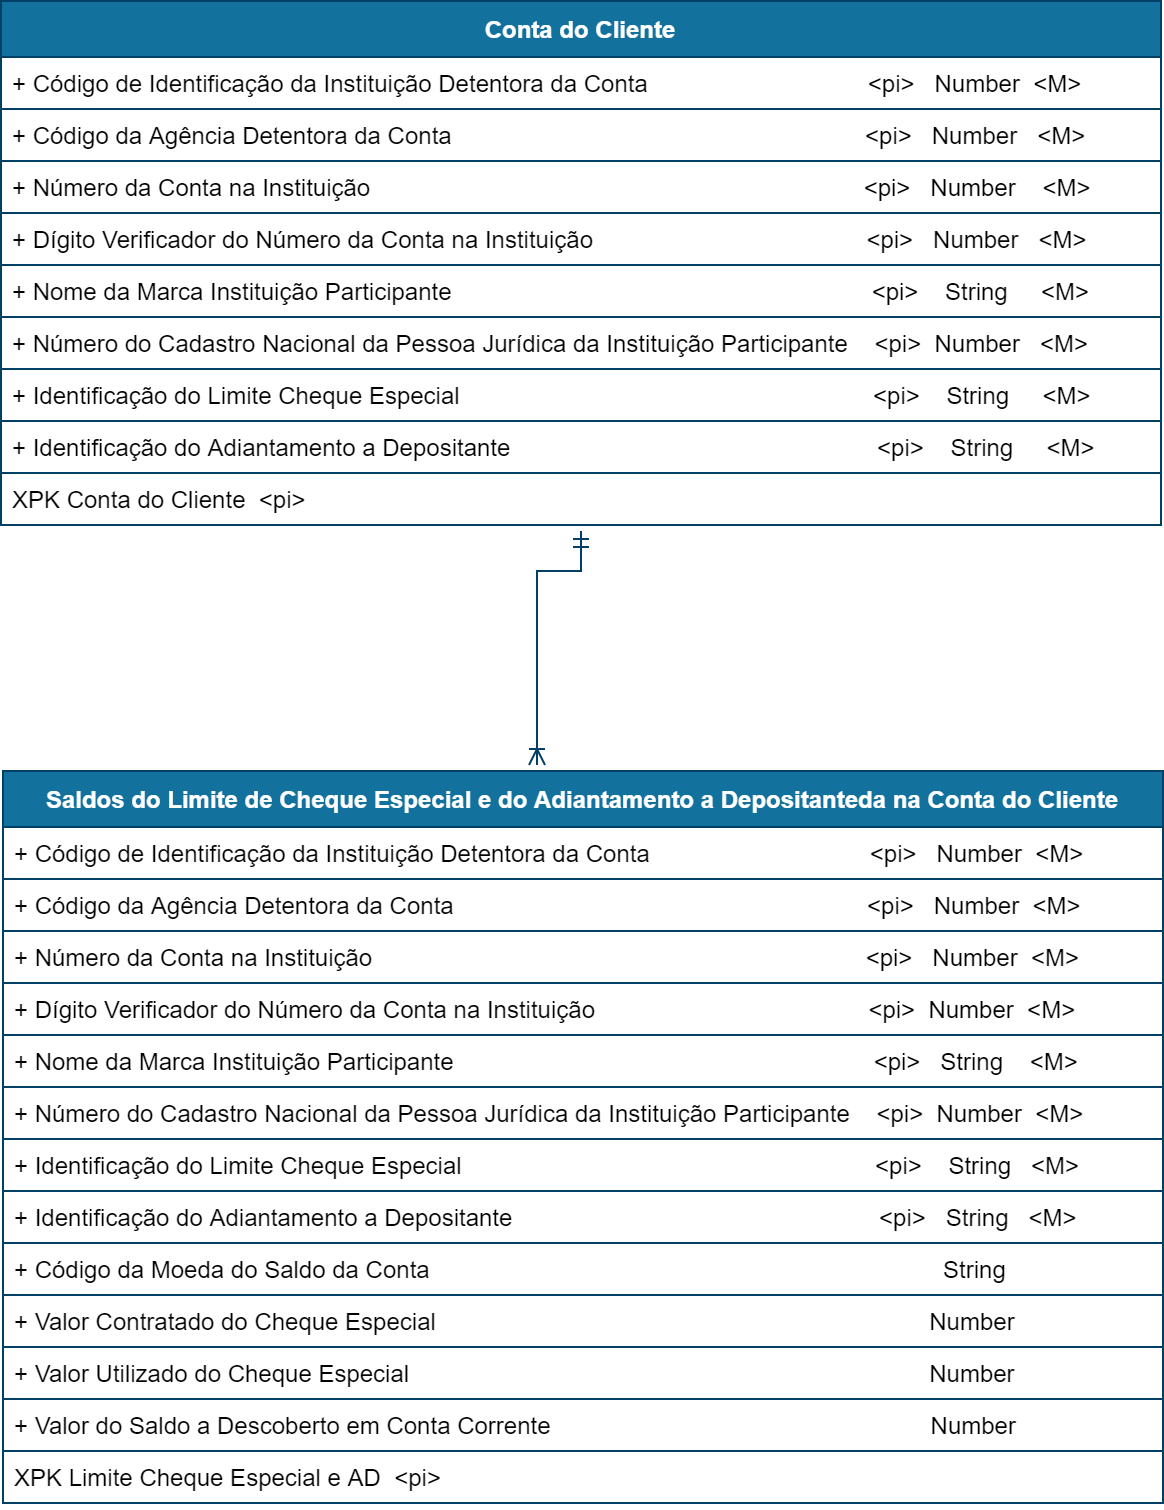 Conta do Cliente
+ Código de Identificação da Instituição Detentora da Conta <pi> Number <M>
+ Código da Agência Detentora da Conta <pi> Number <M>
+ Número da Conta na Instituição <pi> Number <M>
+ Dígito Verificador do Número da Conta na Instituição <pi> Number <M>
+ Nome da Marca Instituição Participante <pi> String <M>
+ Número do Cadastro Nacional da Pessoa Jurídica da Instituição Participante <pi> Number <M>
+ Identificação do Limite Cheque Especial <pi> String <M>
+ Identificação do Adiantamento a Depositante <pi> String <M>
XPK Conta do Cliente <pi>
Saldos do Limite de Cheque Especial e do Adiantamento a Depositanteda na Conta do Cliente
+ Código de Identificação da Instituição Detentora da Conta <pi> Number <M>
+ Código da Agência Detentora da Conta <pi> Number <M>
+ Número da Conta na Instituição <pi> Number <M>
+ Dígito Verificador do Número da Conta na Instituição <pi> Number <M>
+ Nome da Marca Instituição Participante <pi> String <M>
+ Número do Cadastro Nacional da Pessoa Jurídica da Instituição Participante <pi> Number <M>
+ Identificação do Limite Cheque Especial <pi> String <M>
+ Identificação do Adiantamento a Depositante <pi> String <M>
+ Código da Moeda do Saldo da Conta String
+ Valor Contratado do Cheque Especial Number
+ Valor Utilizado do Cheque Especial Number
+ Valor do Saldo a Descoberto em Conta Corrente Number
XPK Limite Cheque Especial e AD <pi>